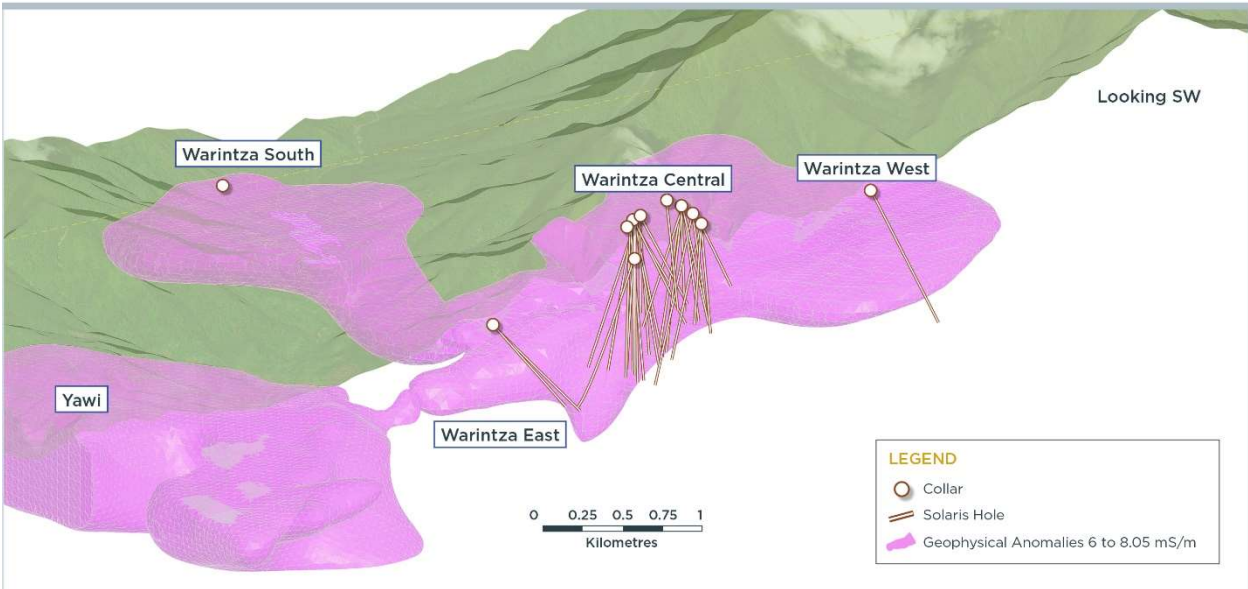 Looking SW
Warintza South
Warintza Central
Warintza West
Yawi
Warintza East
0 0.25 0.5 0.75 1
Kilometres
LEGEND
Collar
Solaris Hole
Geophysical Anomalies 6 to 8.05 mS/m